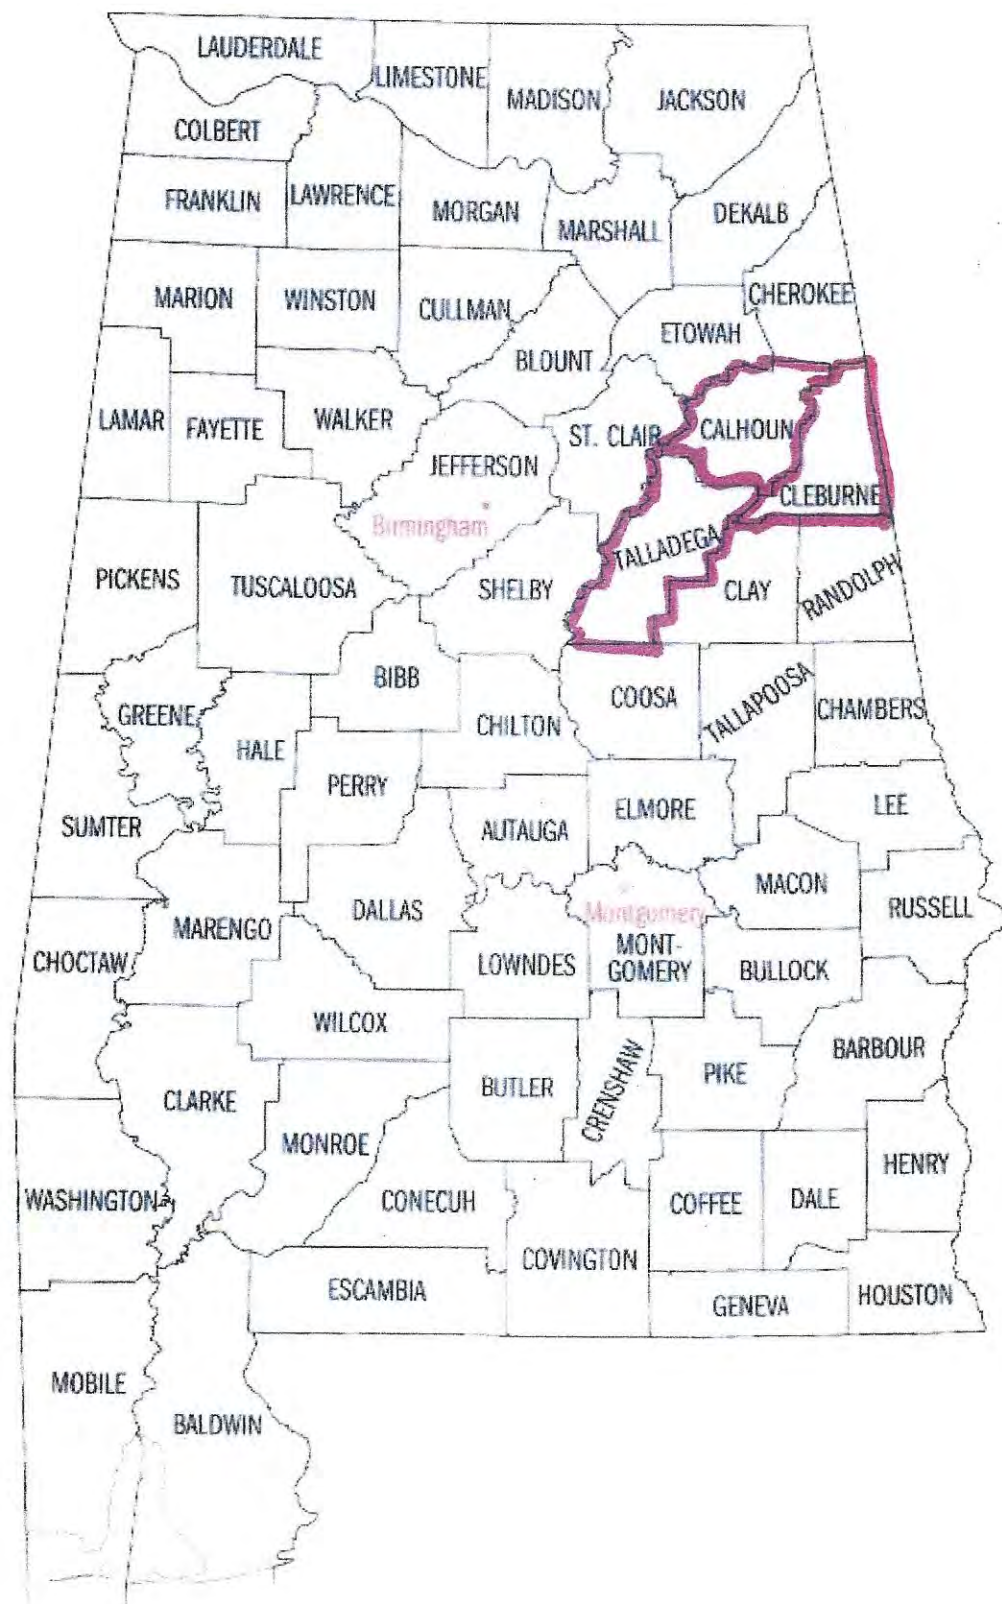 LAUDERDALE
LIMESTONE
MADISON
JACKSON
COLBERT
FRANKLIN
LAWRENCE
MORGAN
MARSHALL
DEKALB
MARION
WINSTON
CULLMAN
CHEROKEE
ETOWAH
BLOUNT
LAMAR
FAYETTE
WALKER
JEFFERSON
ST. CLAIR
CALHOUN
CLEBURNE
Birmingham
TALLADEGA
PICKENS
TUSCALOOSA
SHELBY
CLAY
RANDOLPH
BIBB
COOSA
TALLAPOOSA
CHAMBERS
GREENE
HALE
CHILTON
PERRY
SUMTER
AUTAUGA
ELMORE
LEE
MACON
RUSSELL
DALLAS
Montgomery
MARENGO
CHOCTAW
LOWNDES
MONT-
GOMERY
BULLOCK
WILCOX
BARBOUR
CLARKE
BUTLER
CRENSHAW
PIKE
MONROE
HENRY
WASHINGTON
CONECUH
COFFEE
DALE
COVINGTON
ESCAMBIA
GENEVA
HOUSTON
MOBILE
BALDWIN